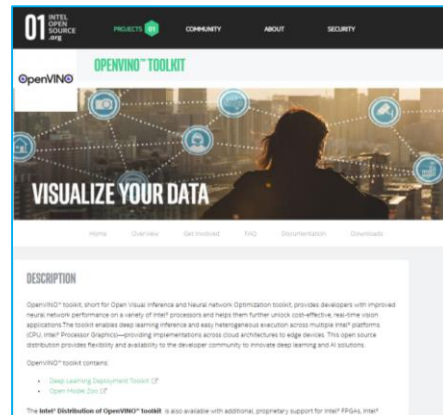 01 INTEL
OPEN
SOURCE
.org
PROJECTS 01 COMMUNITY ABOUT SECURITY
OpenVINO
OPENVINO™ TOOLKIT
VISUALIZE YOUR DATA
Home Overview Get Involved FAQ Documentation Downloads
DESCRIPTION
OpenVINO™ toolkit, short for Open Visual Inference and Neural network Optimization toolkit, provides developers with improved
neural network performance on a variety of Intel® processors and helps them further unlock cost-effective, real-time vision
applications.The toolkit enables deep learning inference and easy heterogeneous execution across multiple Intel® platforms
(CPU, Intel® Processor Graphics)—providing implementations across cloud architectures to edge devices. This open source
distribution provides flexibility and availability to the developer community to innovate deep learning and AI solutions.
OpenVINO™ toolkit contains:
• Deep Learning Deployment Toolkit
• Open Model Zoo
The Intel® Distribution of OpenVINO™ toolkit is also available with additional, proprietary support for Intel® FPGAs, Intel®